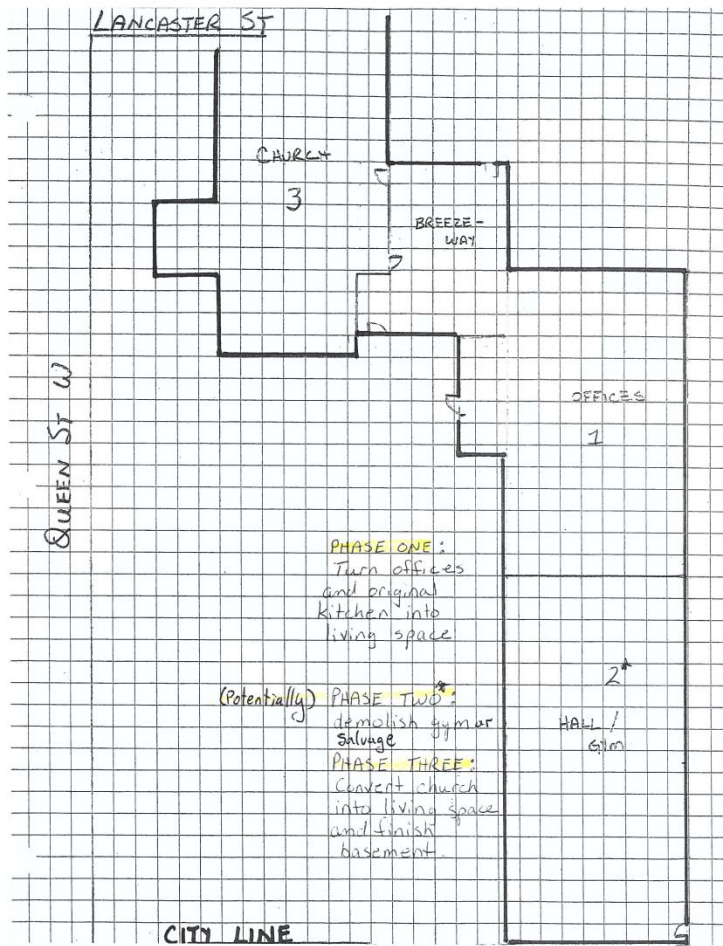 LANCASTER ST
CHURCH
3
BREEZE-
WAY
OFFICES
1
QUEEN ST W
PHASE ONE:
Turn offices
and original
kitchen into
living space
2*
HALL /
GYM
(Potentially) PHASE TWO*:
demolish gym or
Salvage
PHASE THREE:
Convert church
into living space
and finish
basement.
CITY LINE